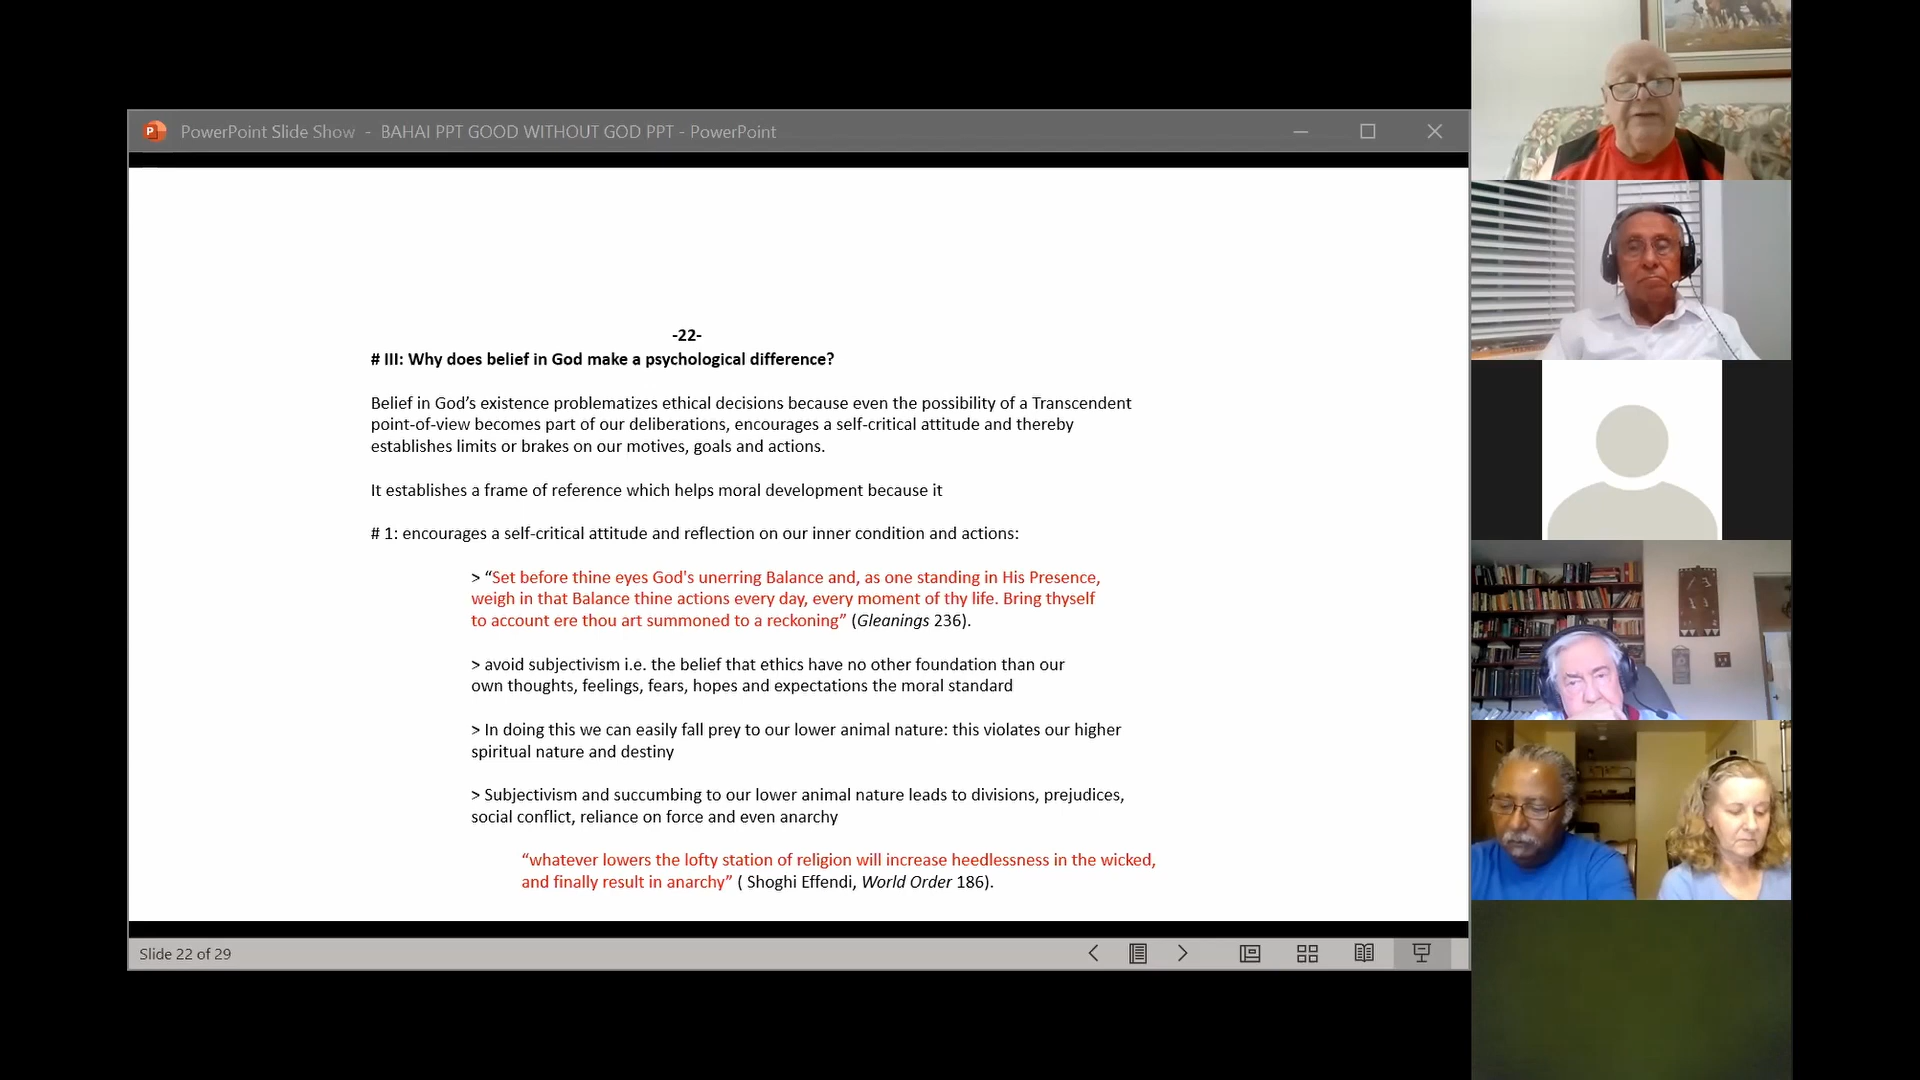 P PowerPoint Slide Show - BAHAI PPT GOOD WITHOUT GOD PPT - PowerPoint
-22-
# III: Why does belief in God make a psychological difference?
Belief in God’s existence problematizes ethical decisions because even the possibility of a Transcendent
point-of-view becomes part of our deliberations, encourages a self-critical attitude and thereby
establishes limits or brakes on our motives, goals and actions.
It establishes a frame of reference which helps moral development because it
# 1: encourages a self-critical attitude and reflection on our inner condition and actions:
> “Set before thine eyes God's unerring Balance and, as one standing in His Presence,
weigh in that Balance thine actions every day, every moment of thy life. Bring thyself
to account ere thou art summoned to a reckoning” (Gleanings 236).
> avoid subjectivism i.e. the belief that ethics have no other foundation than our
own thoughts, feelings, fears, hopes and expectations the moral standard
> In doing this we can easily fall prey to our lower animal nature: this violates our higher
spiritual nature and destiny
> Subjectivism and succumbing to our lower animal nature leads to divisions, prejudices,
social conflict, reliance on force and even anarchy
“whatever lowers the lofty station of religion will increase heedlessness in the wicked,
and finally result in anarchy” ( Shoghi Effendi, World Order 186).
Slide 22 of 29